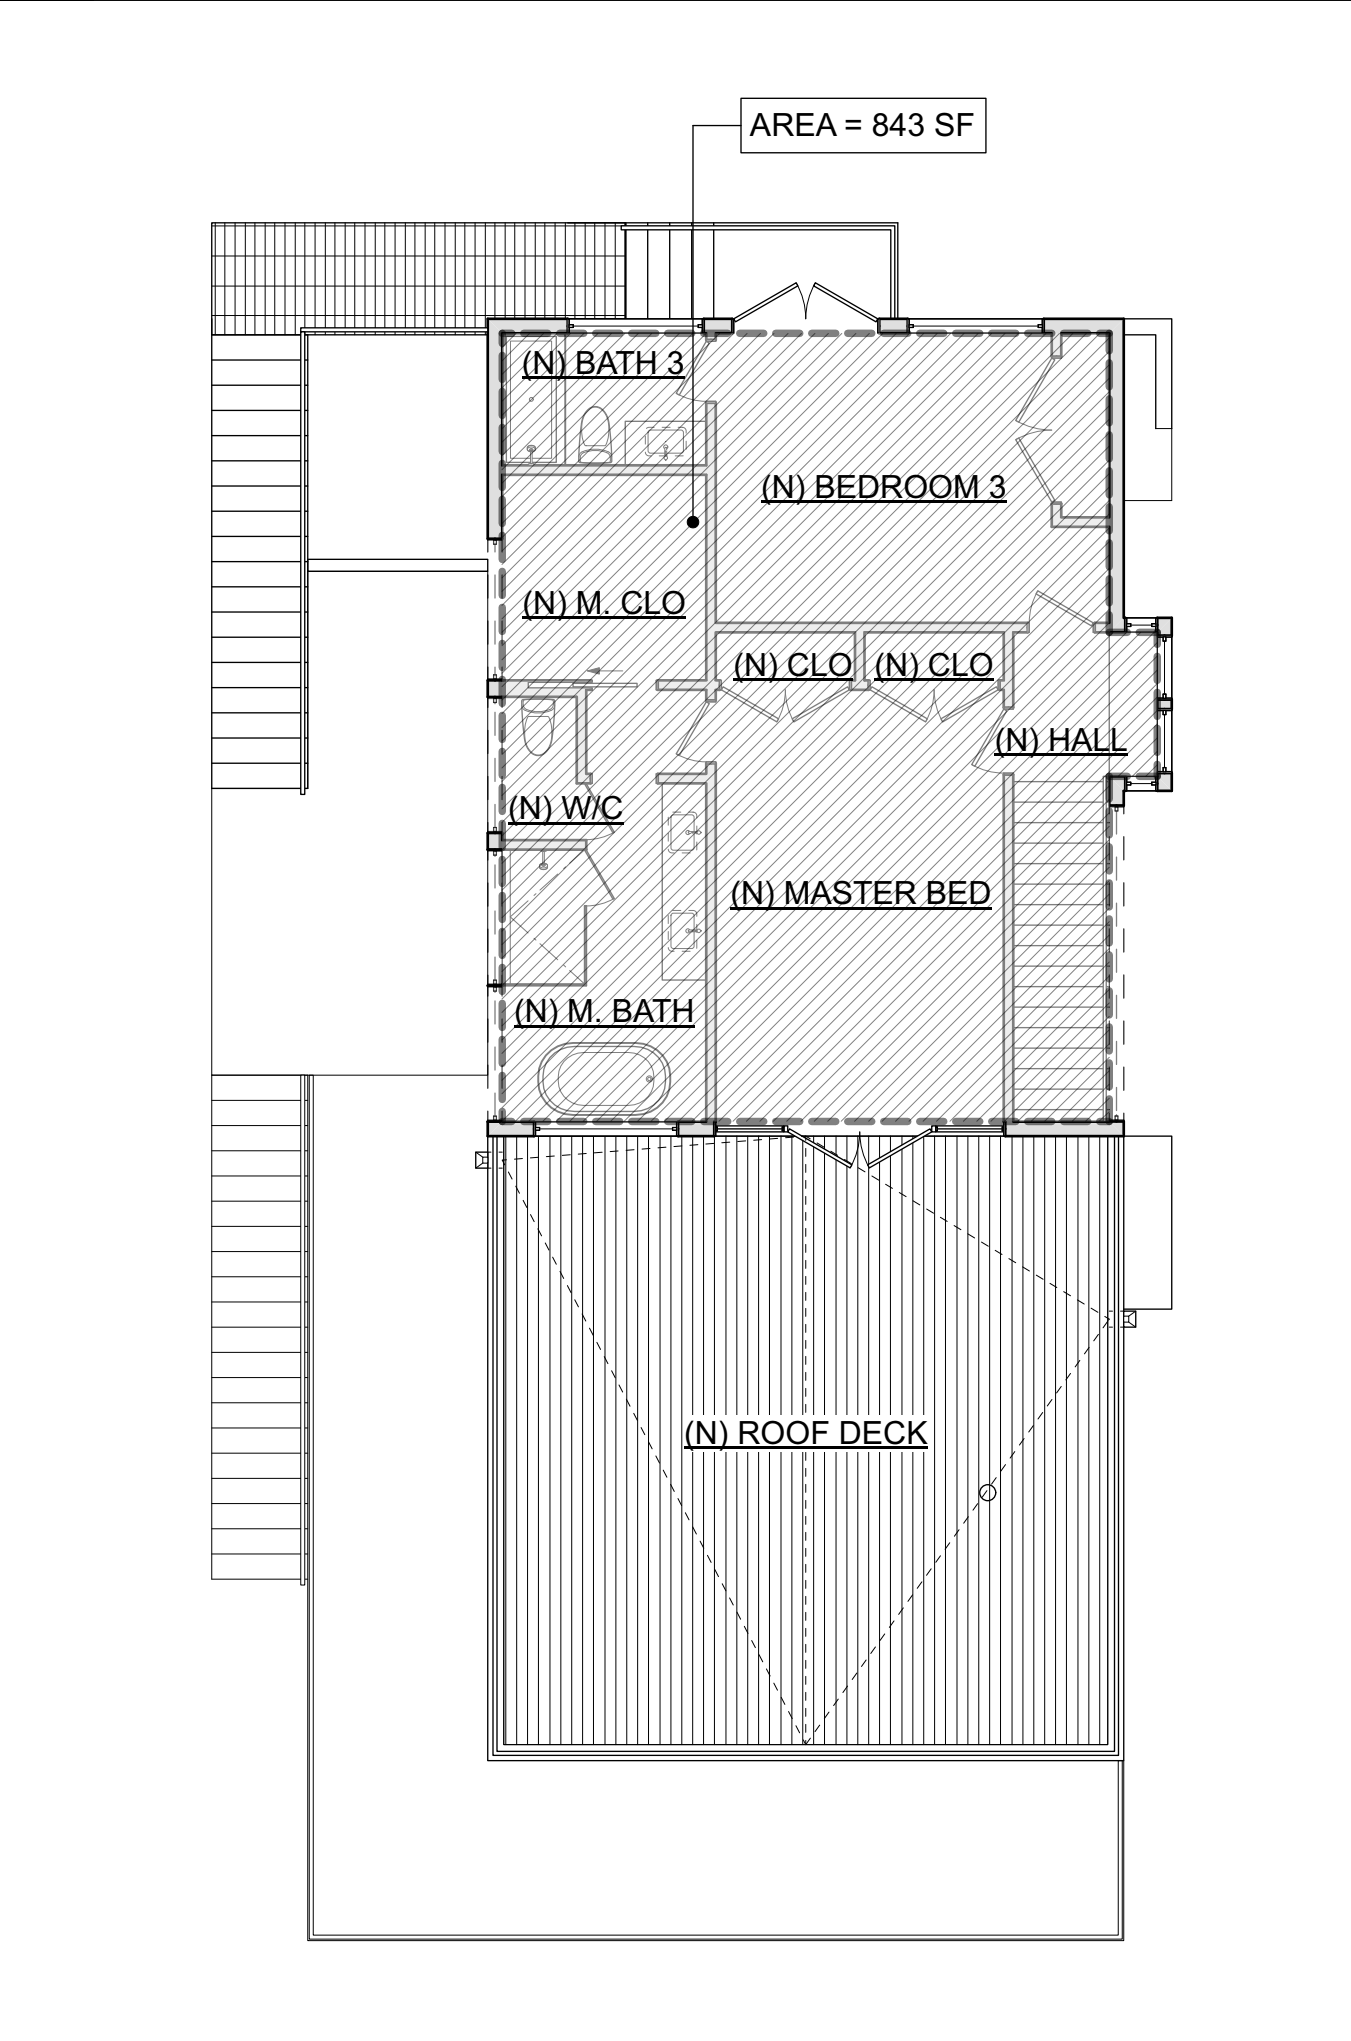 AREA = 843 SF
(N) BATH 3
(N) BEDROOM 3
(N) M. CLO
(N) CLO
(N) CLO
(N) HALL
(N) W/C
(N) MASTER BED
(N) M. BATH
(N) ROOF DECK